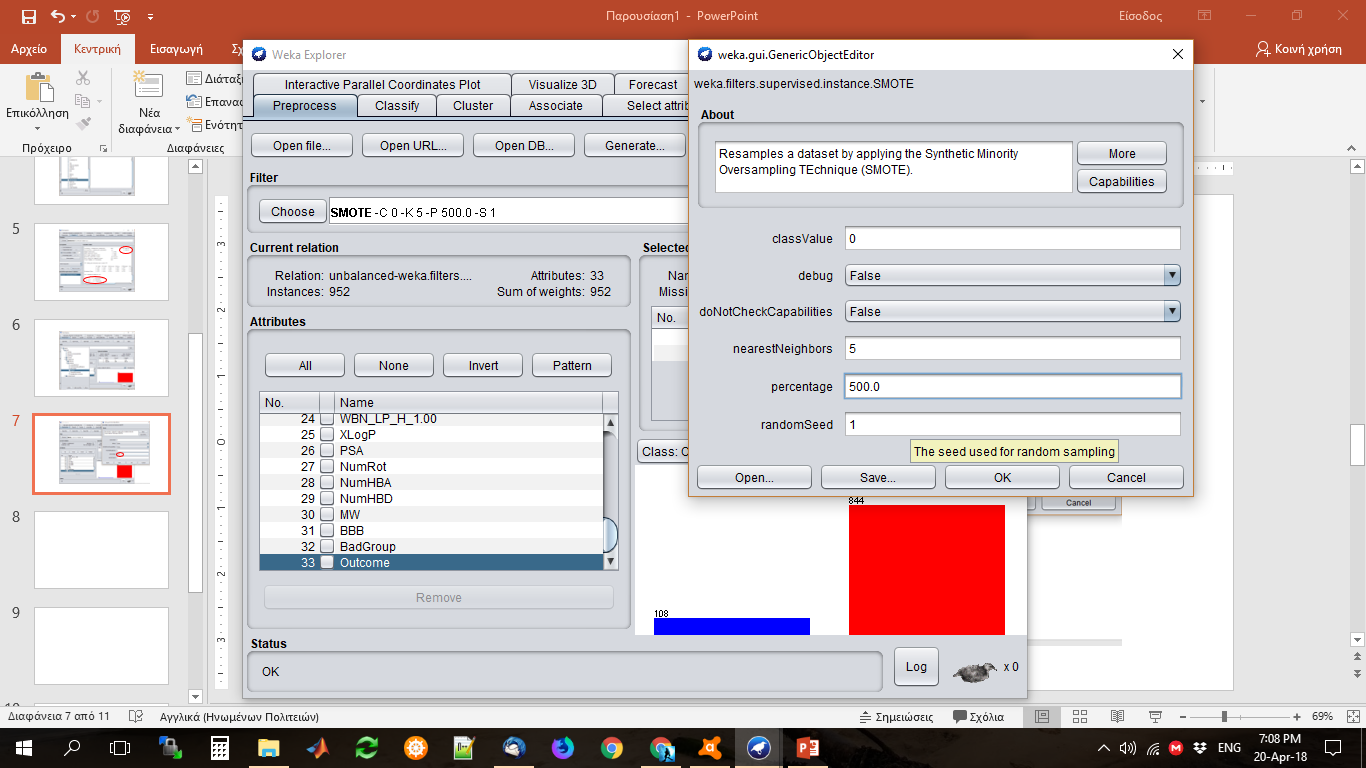 Παρουσίαση1 - PowerPoint
Είσοδος
Αρχείο
Κεντρική
Εισαγωγή
Κοινή χρήση
Επικόλληση
Πρόχειρο
Νέα
διαφάνεια
Διάταξ
Επανα
Ενότητ
Διαφάνειες
5
6
7
8
9
Weka Explorer
Interactive Parallel Coordinates Plot
Visualize 3D
Forecast
Preprocess
Classify
Cluster
Associate
Select attrib
Open file...
Open URL...
Open DB...
Generate...
Filter
Choose
SMOTE -C 0 -K 5 -P 500.0 -S 1
Current relation
Relation: unbalanced-weka.filters....
Attributes: 33
Instances: 952
Sum of weights: 952
Attributes
All
None
Invert
Pattern
No.
Name
24 WBN_LP_H_1.00
25 XLogP
26 PSA
27 NumRot
28 NumHBA
29 NumHBD
30 MW
31 BBB
32 BadGroup
33 Outcome
Remove
Status
OK
Log
x 0
Selected
Nar
Missi
No.
Class: O
108
844
weka.gui.GenericObjectEditor
weka.filters.supervised.instance.SMOTE
About
Resamples a dataset by applying the Synthetic Minority
Oversampling TEchnique (SMOTE).
More
Capabilities
classValue 0
debug False
doNotCheckCapabilities False
nearestNeighbors 5
percentage 500.0
randomSeed 1
The seed used for random sampling
Open...
Save...
OK
Cancel
Cancel
Διαφάνεια 7 από 11
Αγγλικά (Ηνωμένων Πολιτειών)
Σημειώσεις
Σχόλια
69%
ENG
7:08 PM
20-Apr-18